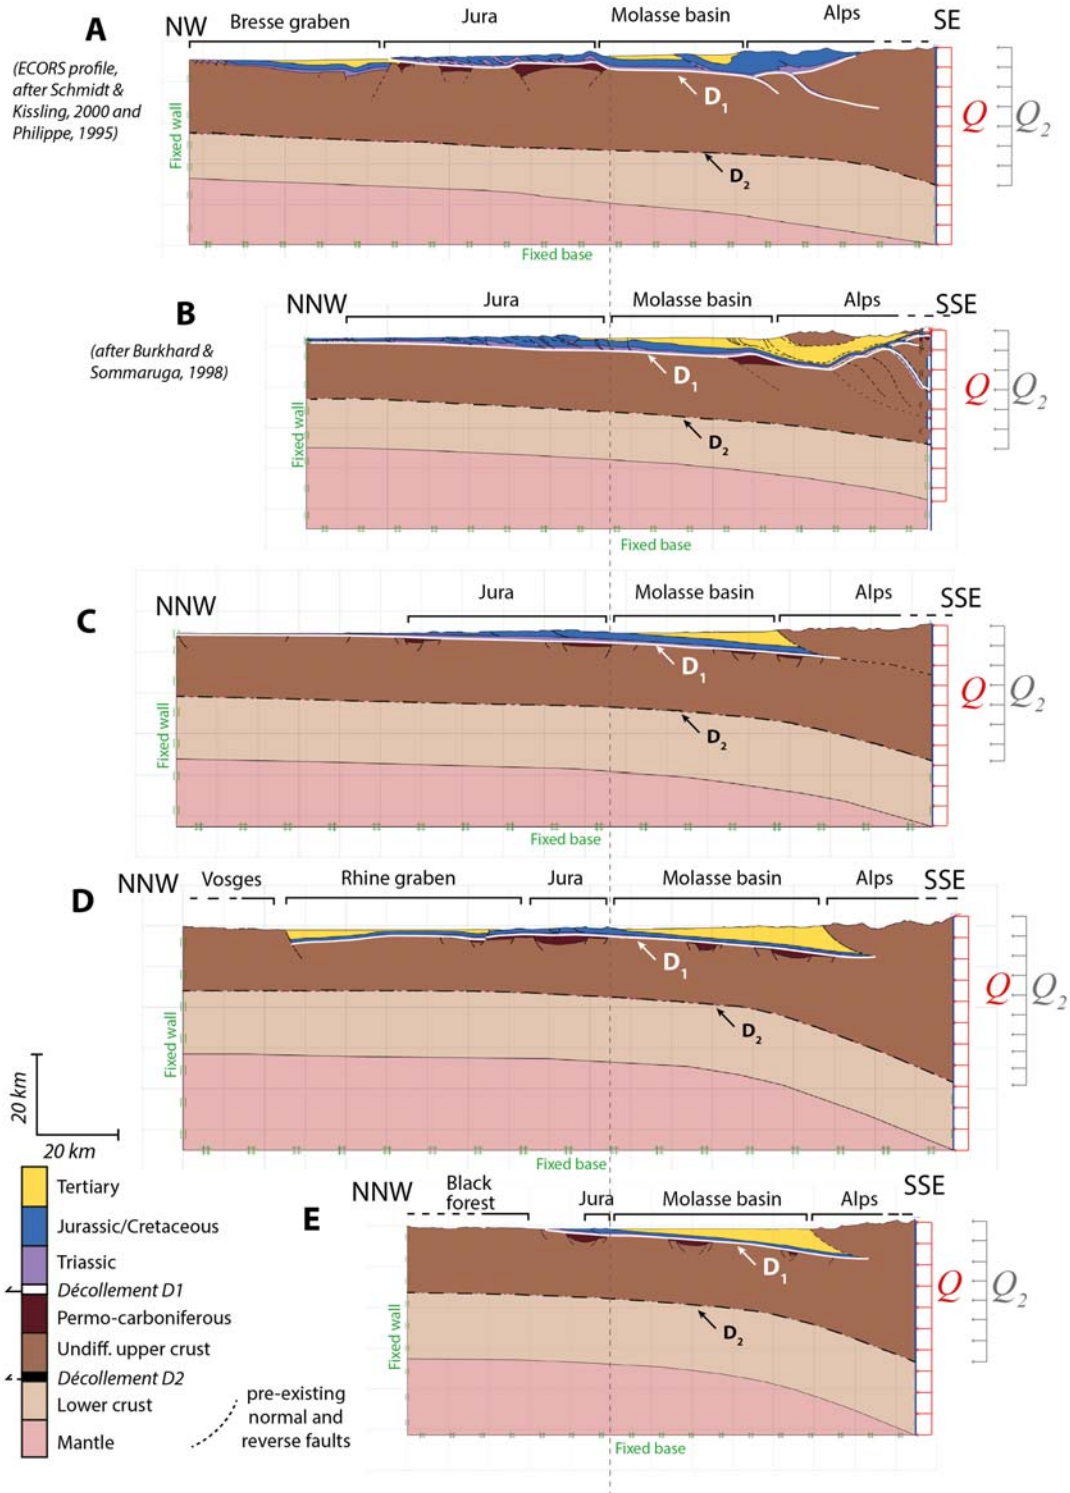 A
NW
Bresse graben
Jura
Molasse basin
Alps
SE
(ECORS profile,
after Schmidt &
Kissling, 2000 and
Philippe, 1995)
Fixed wall
D1
D2
Q
Q2
Fixed base
B
NNW
Jura
Molasse basin
Alps
SSE
(after Burkhard &
Sommaruga, 1998)
Fixed wall
D1
D2
Q
Q2
Fixed base
C
NNW
Jura
Molasse basin
Alps
SSE
Fixed wall
D1
D2
Q
Q2
Fixed base
D
NNW
Vosges
Rhine graben
Jura
Molasse basin
Alps
SSE
Fixed wall
D1
D2
Q
Q2
Fixed base
20 km
20 km
E
NNW
Black
forest
Jura
Molasse basin
Alps
SSE
Fixed wall
D1
D2
Q
Q2
Fixed base
Tertiary
Jurassic/Cretaceous
Triassic
Décollement D1
Permo-carboniferous
Undiff. upper crust
Décollement D2
Lower crust
Mantle
pre-existing
normal and
reverse faults